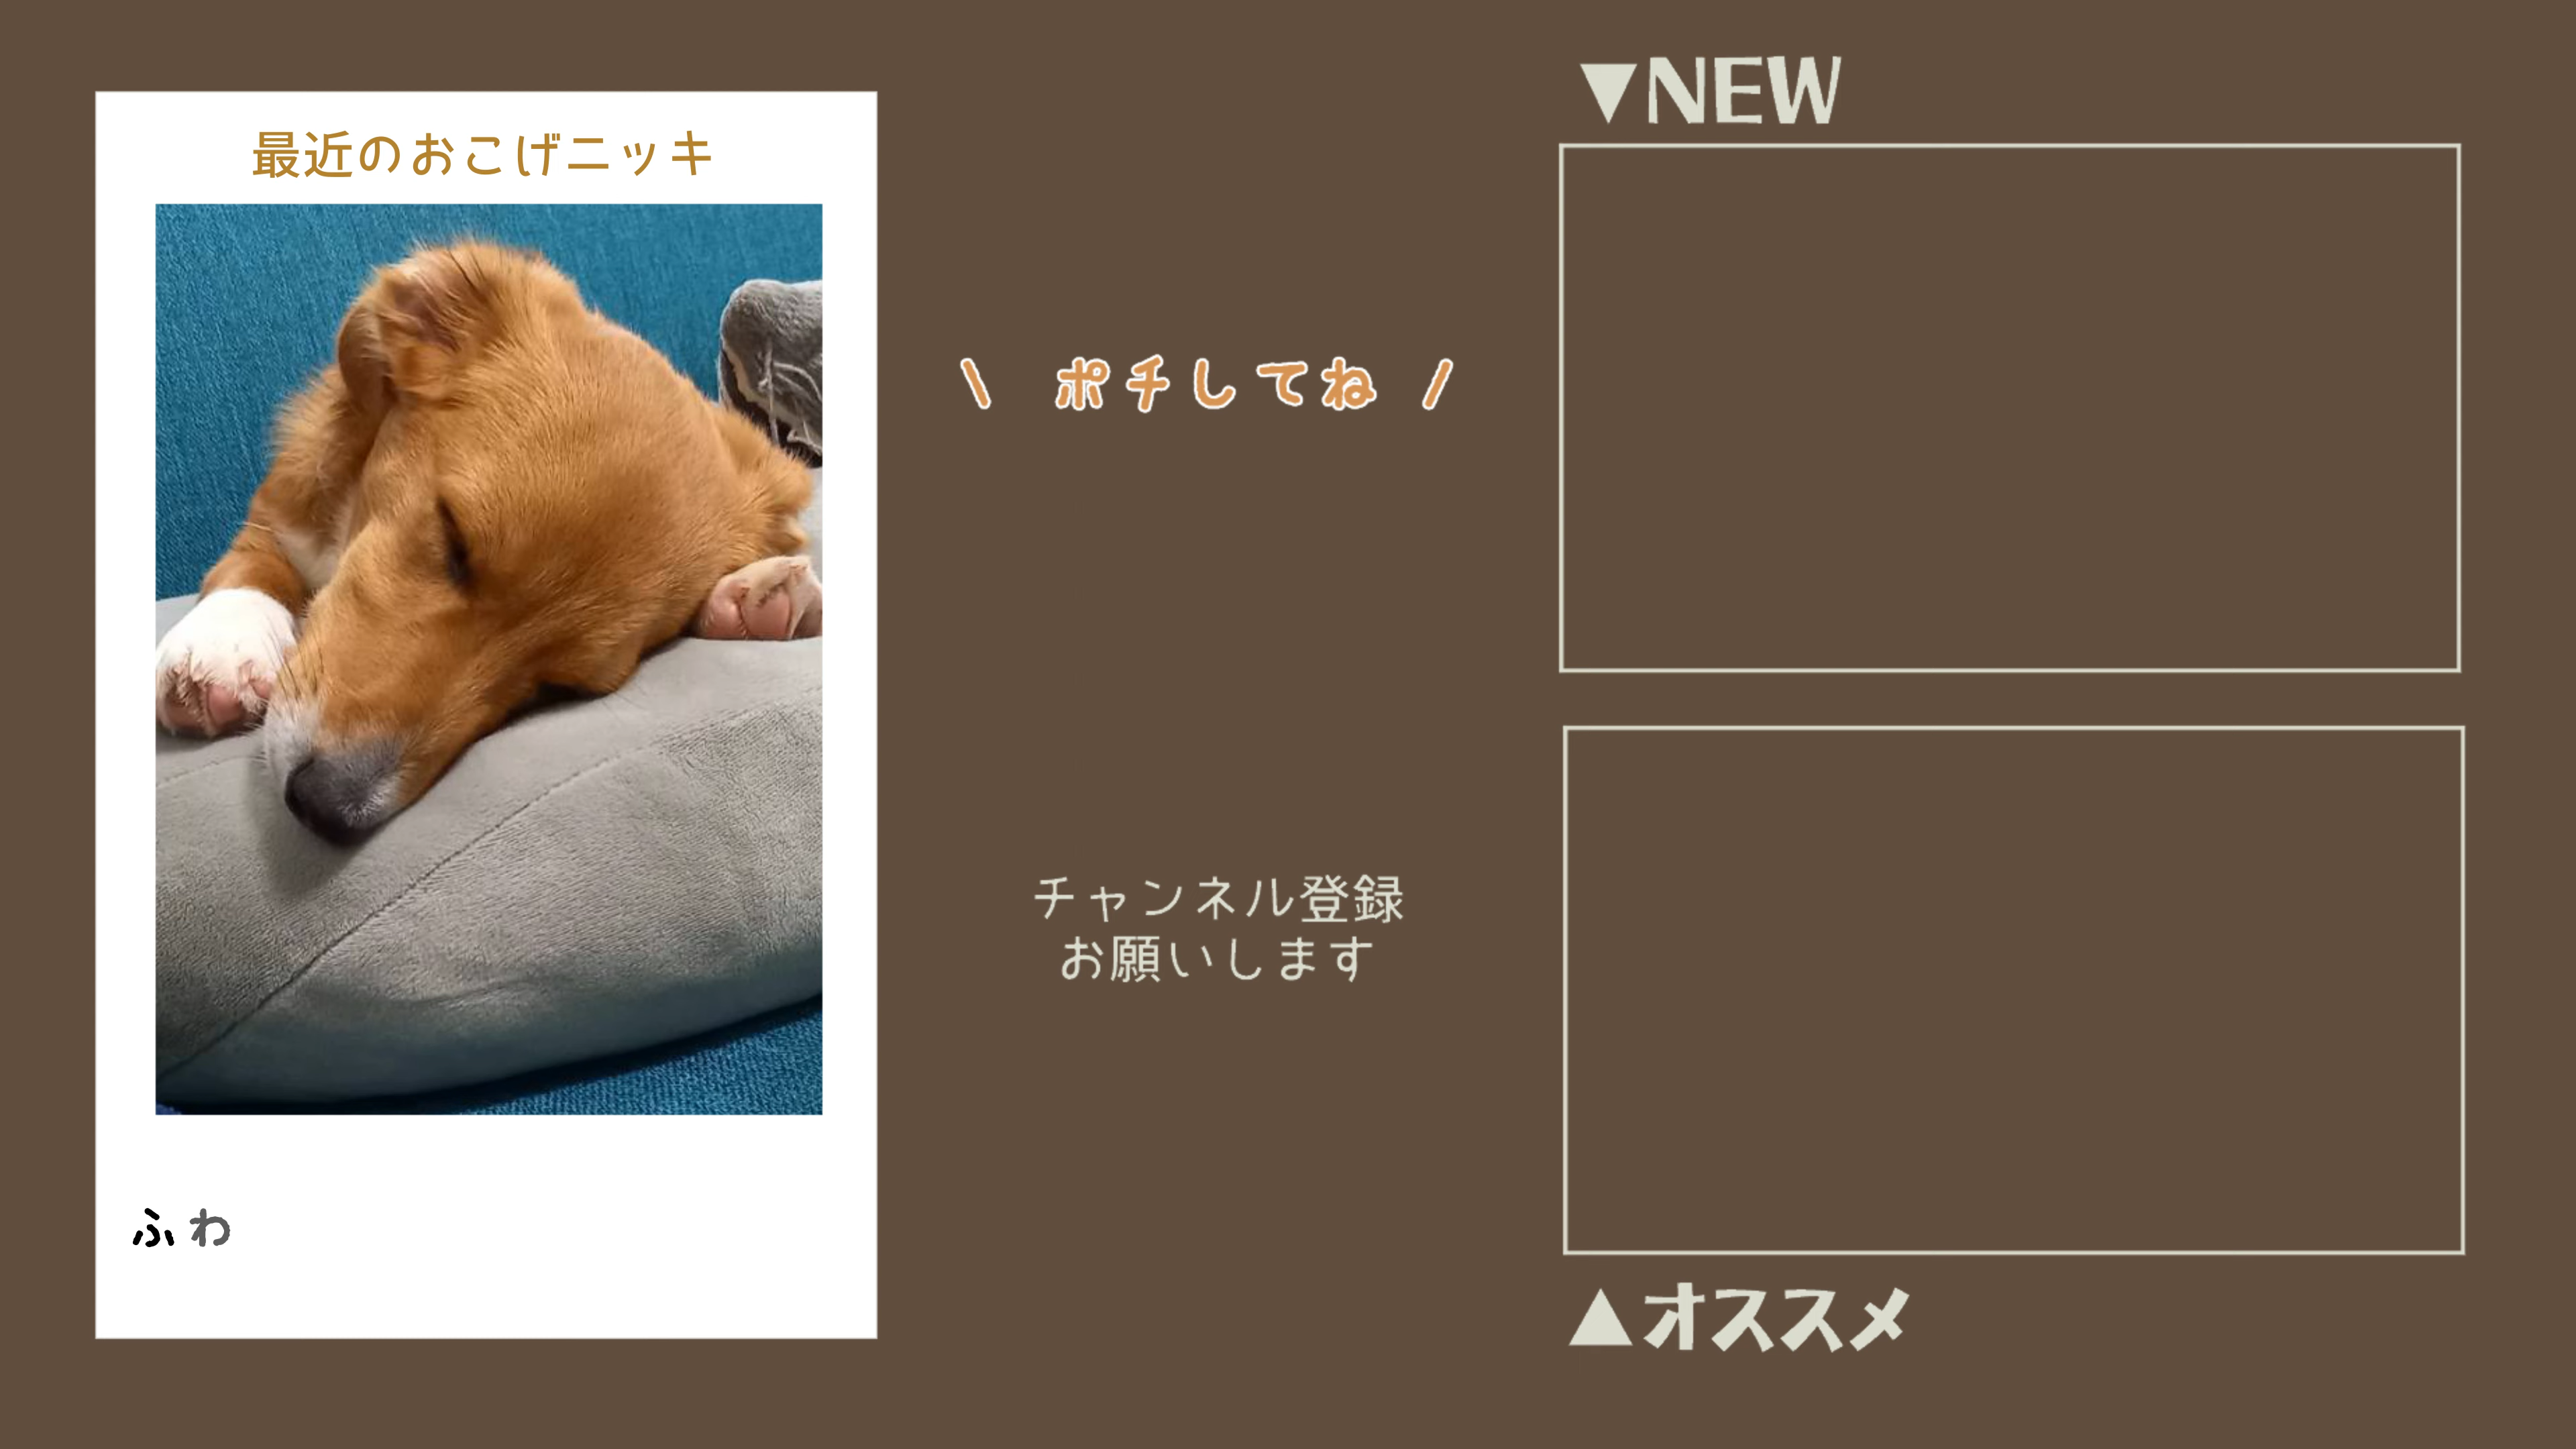 最近のおこげニッキ
ふわ
\ ポチしてね /
チャンネル登録
お願いします
▼NEW
▲オススメ